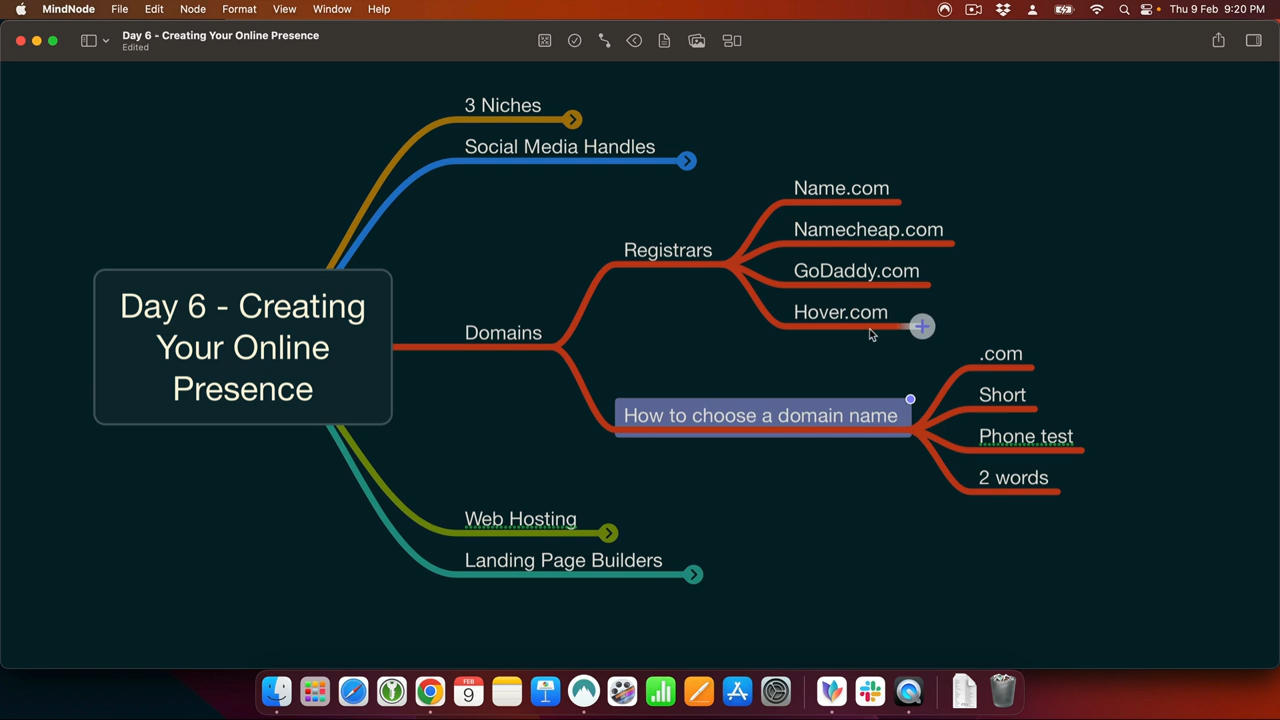 MindNode File Edit Node Format View Window Help
Thu 9 Feb 9:20 PM
Day 6 - Creating Your Online Presence
Edited
3 Niches
Social Media Handles
Name.com
Namecheap.com
Registrars
GoDaddy.com
Hover.com
Day 6 - Creating
Your Online
Presence
Domains
.com
Short
How to choose a domain name
Phone test
2 words
Web Hosting
Landing Page Builders
FEB
9